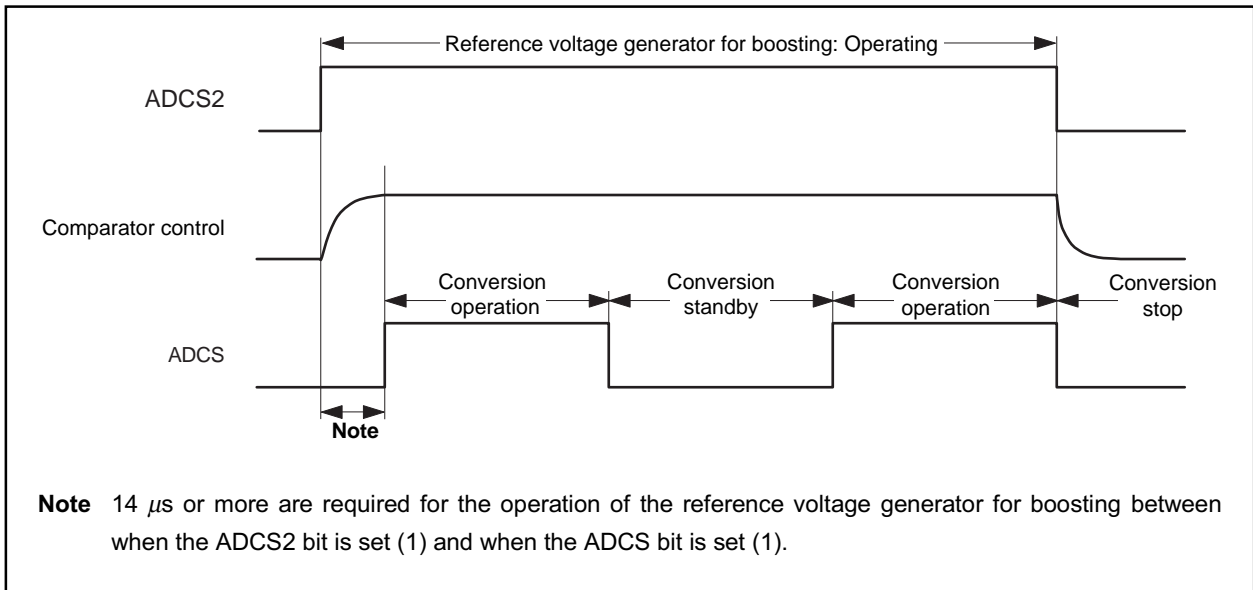 Reference voltage generator for boosting: Operating
ADCS2
Comparator control
Conversion
operation
Conversion
standby
Conversion
operation
Conversion
stop
ADCS
Note
Note 14 μs or more are required for the operation of the reference voltage generator for boosting between
when the ADCS2 bit is set (1) and when the ADCS bit is set (1).